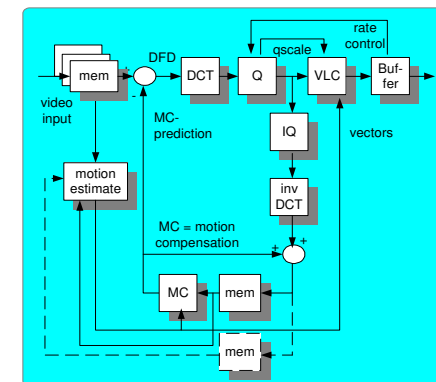 DFD
qscale
rate
control
mem
+
-
DCT
Q
VLC
Buf-
fer
video
input
MC-
prediction
vectors
IQ
motion
estimate
inv
DCT
MC = motion
compensation
+
+
MC
mem
mem